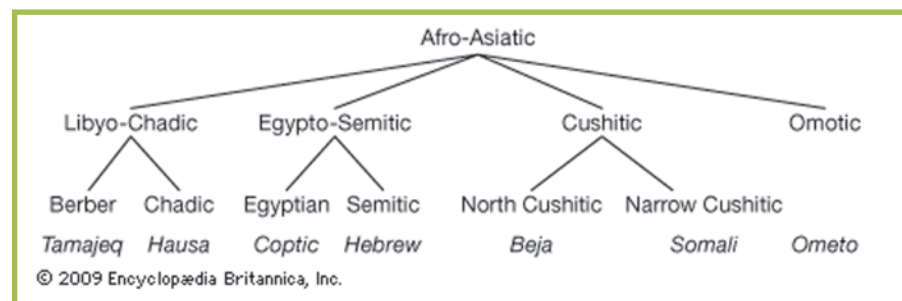 Afro-Asiatic
Libyo-Chadic Egypto-Semitic Cushitic Omotic
Berber Chadic Egyptian Semitic North Cushitic Narrow Cushitic
Tamajeq Hausa Coptic Hebrew Beja Somali Ometo
© 2009 Encyclopædia Britannica, Inc.